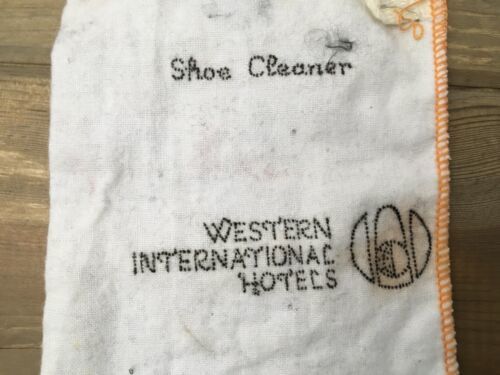 Shoe Cleaner
WESTERN
INTERNATIONAL
HOTELS